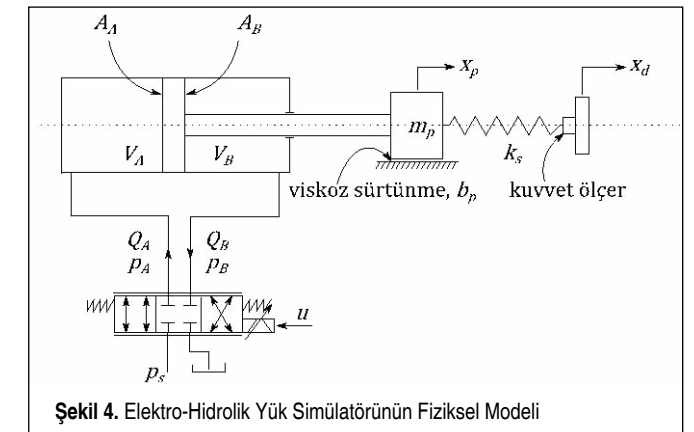 A_A A_B
x_p x_d
m_p
V_A V_B k_s
viskoz sürtünme, b_p kuvvet ölçer
Q_A Q_B
p_A p_B
u
p_s
Şekil 4. Elektro-Hidrolik Yük Simülatörünün Fiziksel Modeli